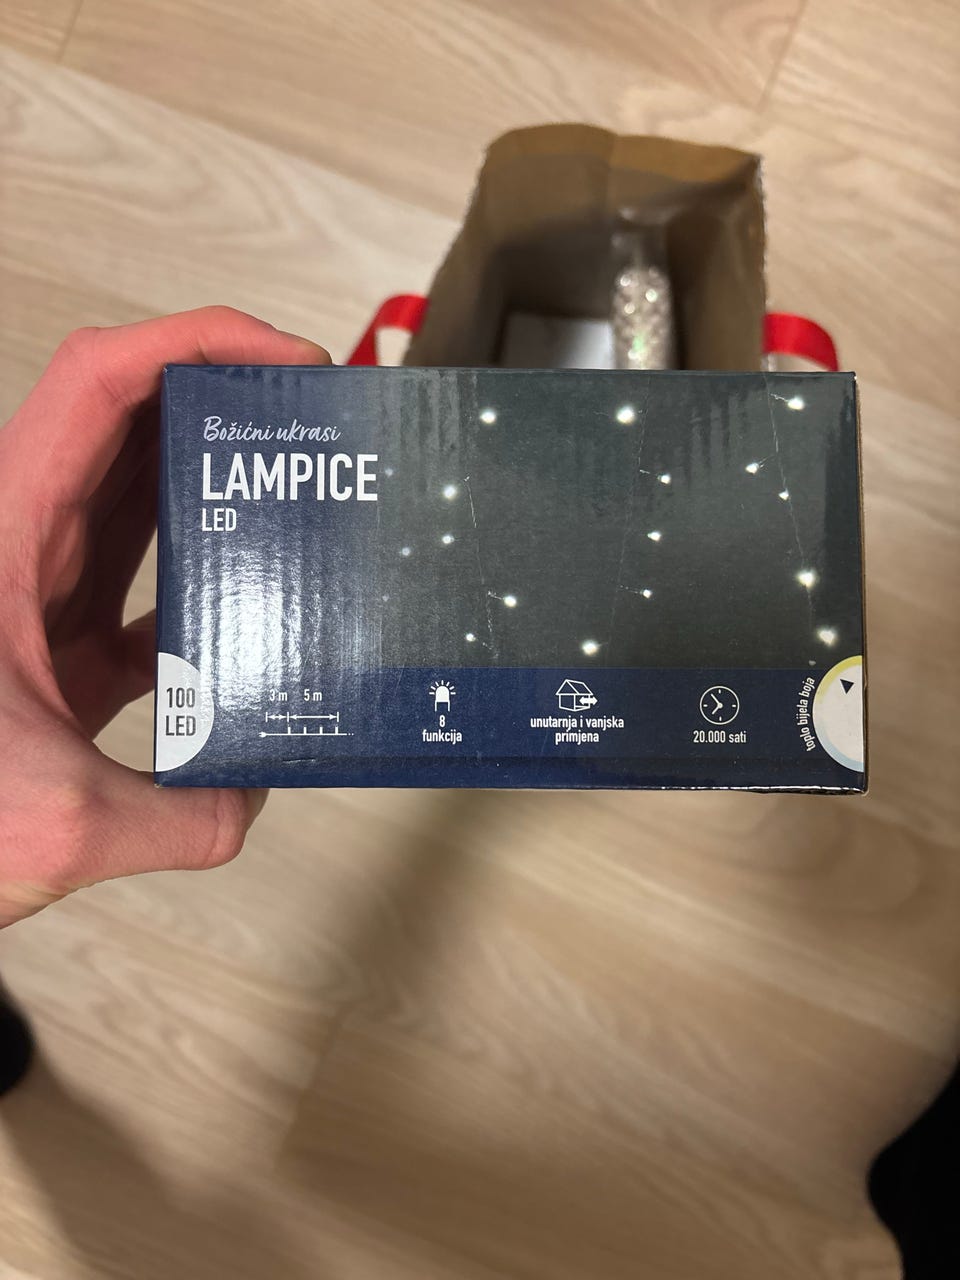 Božićni ukrasi
LAMPICE
LED
100
LED
3 m 5 m
8
funkcija
unutarnja i vanjska
primjena
20.000 sati
toplo bijela boja